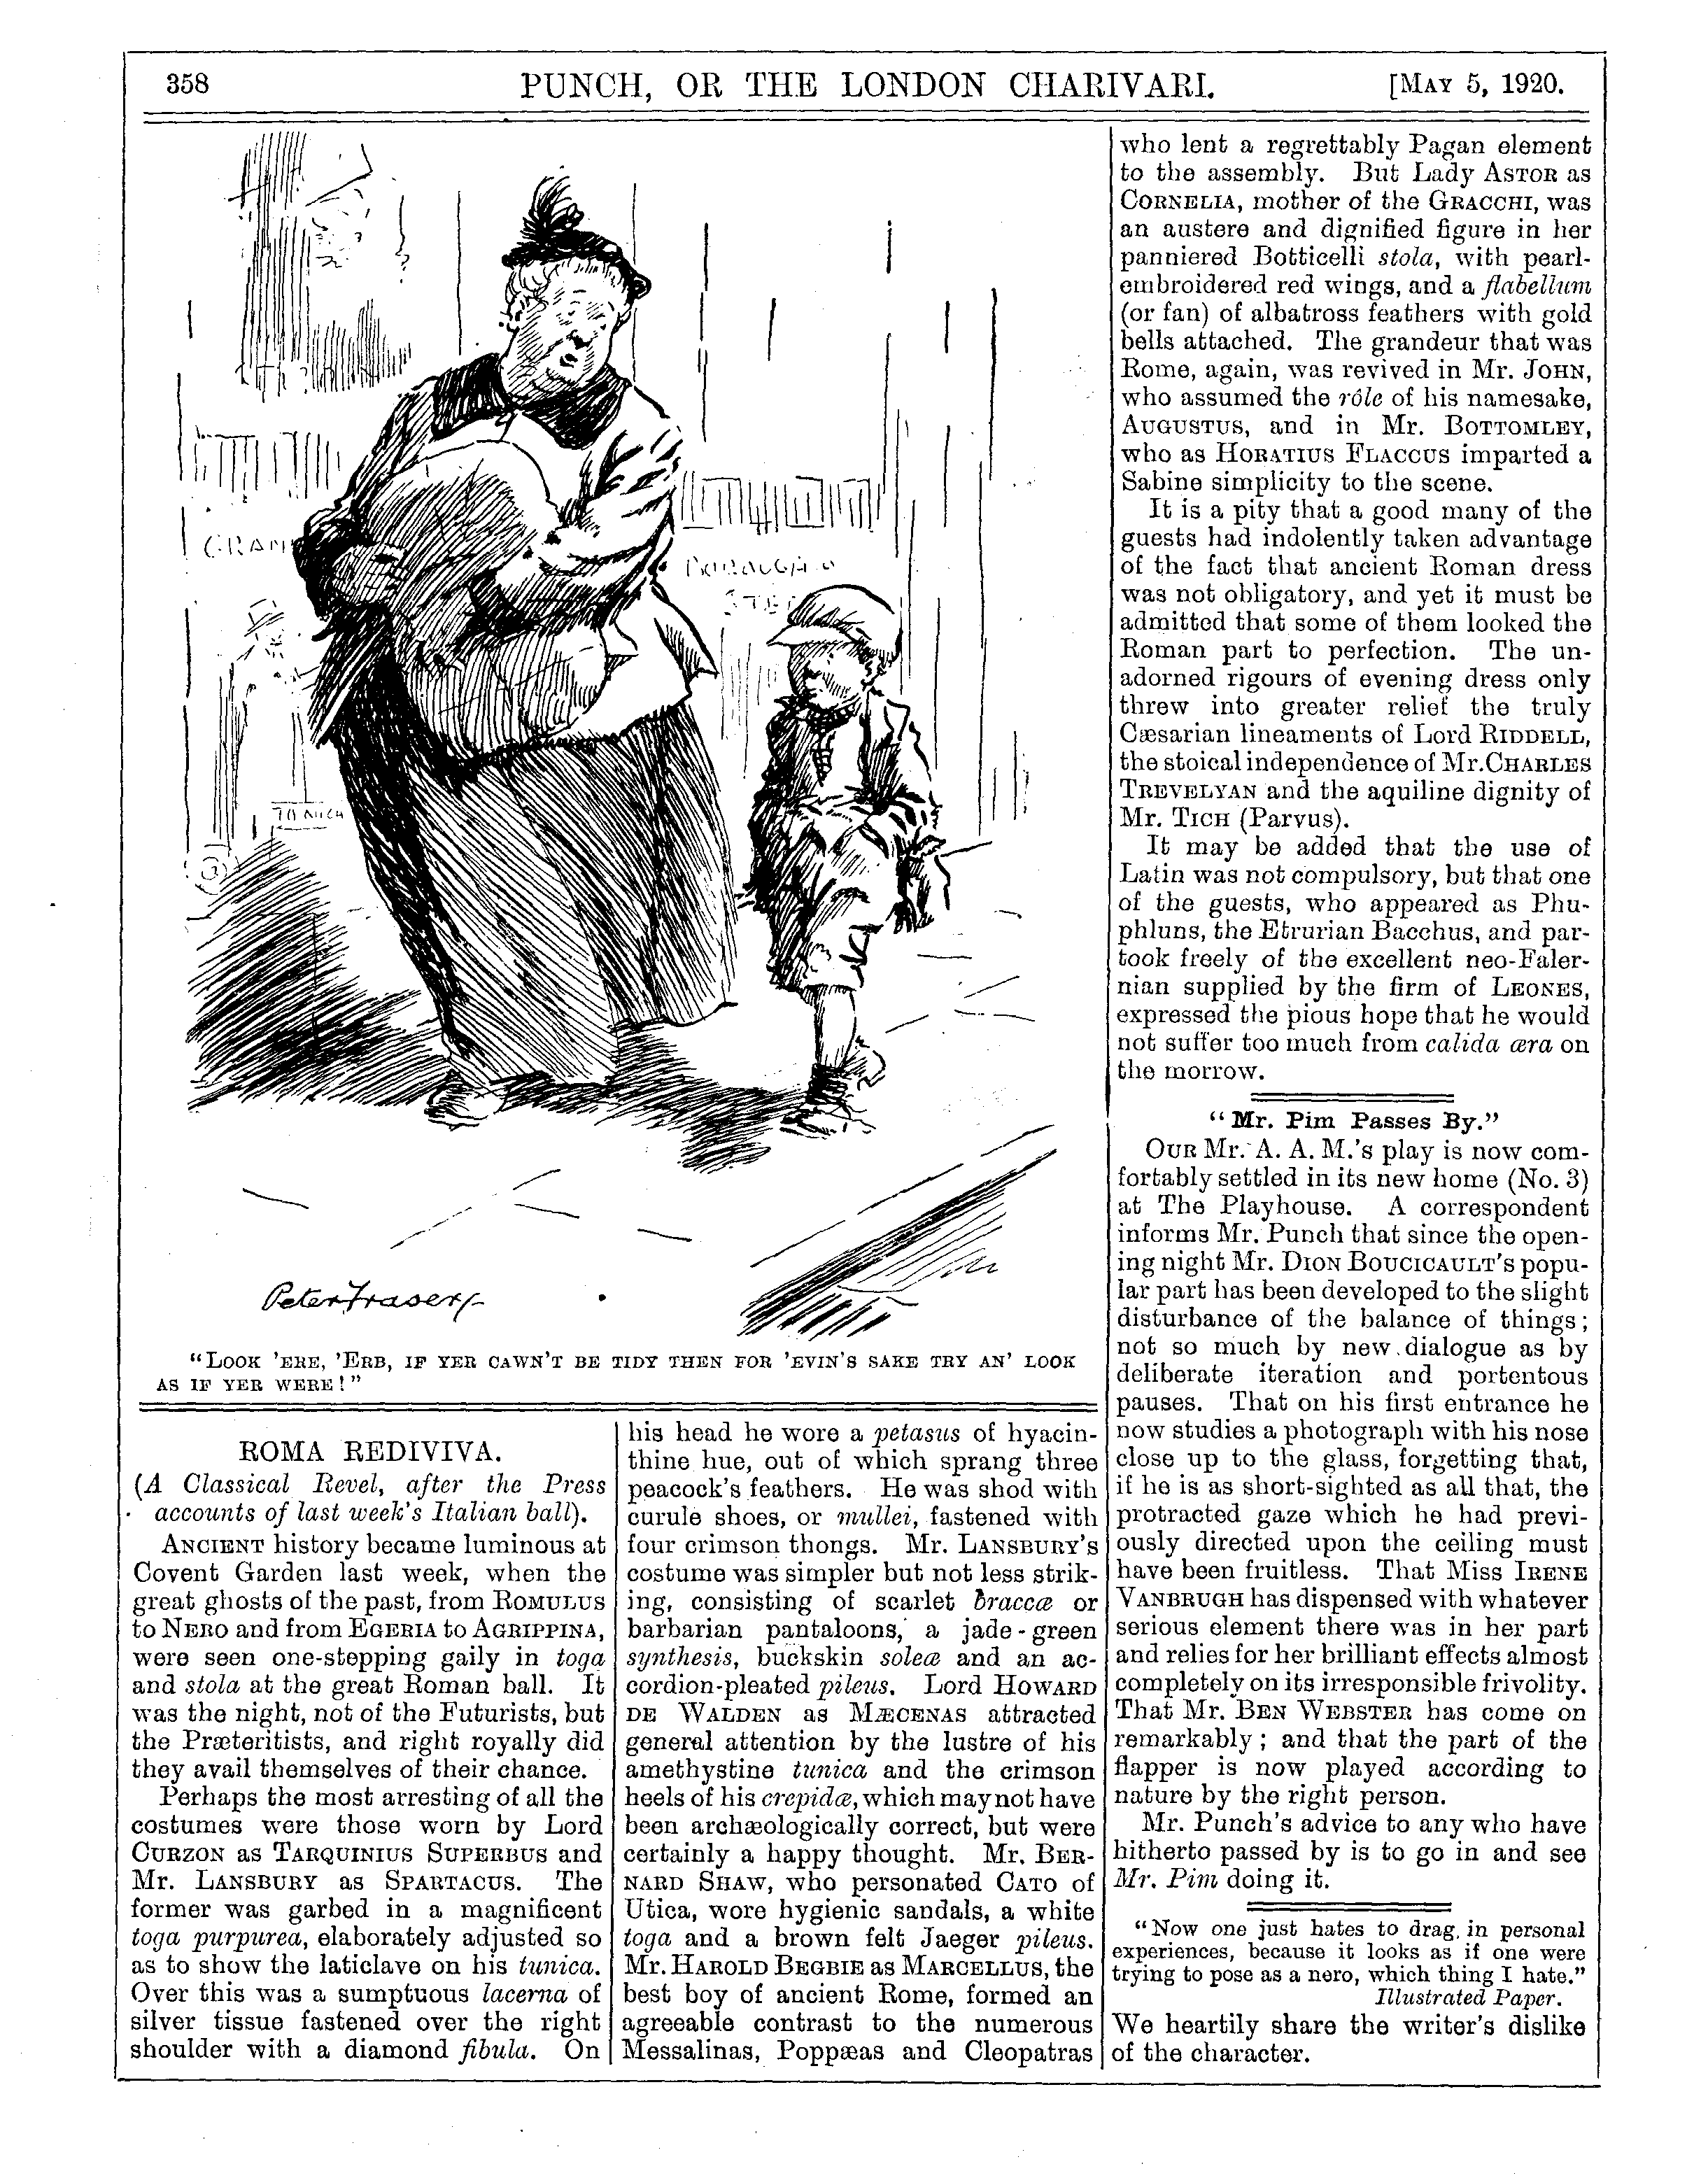 358
PUNCH, OR THE LONDON CHARIVARI.
[MAY 5, 1920.
GRAM
TO NIGH
Peter Fraser
"LOOK 'ERE, 'ERB, IF YER CAWN'T BE TIDY THEN FOR 'EVIN'S SAKE TRY AN' LOOK
AS IF YER WERE!"
ROMA REDIVIVA.
(A Classical Revel, after the Press
accounts of last week's Italian ball).
ANCIENT history became luminous at
Covent Garden last week, when the
great ghosts of the past, from ROMULUS
to NERO and from EGERIA to AGRIPPINA,
were seen one-stepping gaily in toga
and stola at the great Roman ball. It
was the night, not of the Futurists, but
the Præteritists, and right royally did
they avail themselves of their chance.
Perhaps the most arresting of all the
costumes were those worn by Lord
CURZON as TARQUINIUS SUPERBUS and
Mr. LANSBURY as SPARTACUS. The
former was garbed in a magnificent
toga purpurea, elaborately adjusted so
as to show the laticlave on his tunica.
Over this was a sumptuous lacerna of
silver tissue fastened over the right
shoulder with a diamond fibula. On
his head he wore a petasus of hyacin-
thine hue, out of which sprang three
peacock's feathers. He was shod with
curule shoes, or mullei, fastened with
four crimson thongs. Mr. LANSBURY'S
costume was simpler but not less strik-
ing, consisting of scarlet braccæ or
barbarian pantaloons, a jade-green
synthesis, buckskin soleæ and an ac-
cordion-pleated pileus. Lord HOWARD
DE WALDEN as MÆCENAS attracted
general attention by the lustre of his
amethystine tunica and the crimson
heels of his crepidæ, which may not have
been archæologically correct, but were
certainly a happy thought. Mr. BER-
NARD SHAW, who personated CATO of
Utica, wore hygienic sandals, a white
toga and a brown felt Jaeger pileus.
Mr. HAROLD BEGBIE as MARCELLUS, the
best boy of ancient Rome, formed an
agreeable contrast to the numerous
Messalinas, Poppæas and Cleopatras
who lent a regrettably Pagan element
to the assembly. But Lady ASTOR as
CORNELIA, mother of the GRACCHI, was
an austere and dignified figure in her
panniered Botticelli stola, with pearl-
embroidered red wings, and a flabellum
(or fan) of albatross feathers with gold
bells attached. The grandeur that was
Rome, again, was revived in Mr. JOHN,
who assumed the rôle of his namesake,
AUGUSTUS, and in Mr. BOTTOMLEY,
who as HORATIUS FLACCUS imparted a
Sabine simplicity to the scene.
It is a pity that a good many of the
guests had indolently taken advantage
of the fact that ancient Roman dress
was not obligatory, and yet it must be
admitted that some of them looked the
Roman part to perfection. The un-
adorned rigours of evening dress only
threw into greater relief the truly
Cæsarian lineaments of Lord RIDDELL,
the stoical independence of Mr. CHARLES
TREVELYAN and the aquiline dignity of
Mr. TICH (Parvus).
It may be added that the use of
Latin was not compulsory, but that one
of the guests, who appeared as Phu-
phluns, the Etrurian Bacchus, and par-
took freely of the excellent neo-Faler-
nian supplied by the firm of LEONES,
expressed the pious hope that he would
not suffer too much from calida æra on
the morrow.
"Mr. Pim Passes By."
OUR Mr. A. A. M.'s play is now com-
fortably settled in its new home (No. 3)
at The Playhouse. A correspondent
informs Mr. Punch that since the open-
ing night Mr. DION BOUCICAULT'S popu-
lar part has been developed to the slight
disturbance of the balance of things;
not so much by new dialogue as by
deliberate iteration and portentous
pauses. That on his first entrance he
now studies a photograph with his nose
close up to the glass, forgetting that,
if he is as short-sighted as all that, the
protracted gaze which he had previ-
ously directed upon the ceiling must
have been fruitless. That Miss IRENE
VANBRUGH has dispensed with whatever
serious element there was in her part
and relies for her brilliant effects almost
completely on its irresponsible frivolity.
That Mr. BEN WEBSTER has come on
remarkably; and that the part of the
flapper is now played according to
nature by the right person.
Mr. Punch's advice to any who have
hitherto passed by is to go in and see
Mr. Pim doing it.
"Now one just hates to drag in personal
experiences, because it looks as if one were
trying to pose as a nero, which thing I hate."
Illustrated Paper.
We heartily share the writer's dislike
of the character.